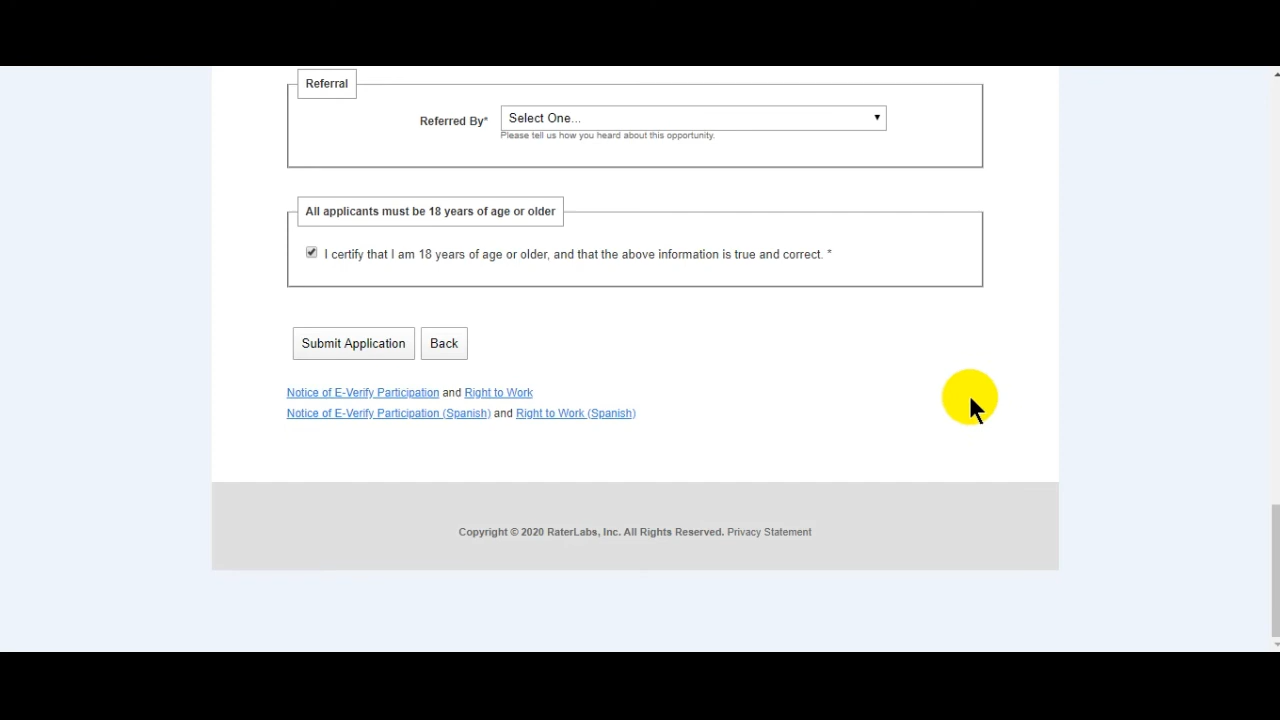 Referral
Referred By*
Select One...
Please tell us how you heard about this opportunity.
All applicants must be 18 years of age or older
I certify that I am 18 years of age or older, and that the above information is true and correct. *
Submit Application
Back
Notice of E-Verify Participation and Right to Work
Notice of E-Verify Participation (Spanish) and Right to Work (Spanish)
Copyright © 2020 RaterLabs, Inc. All Rights Reserved. Privacy Statement